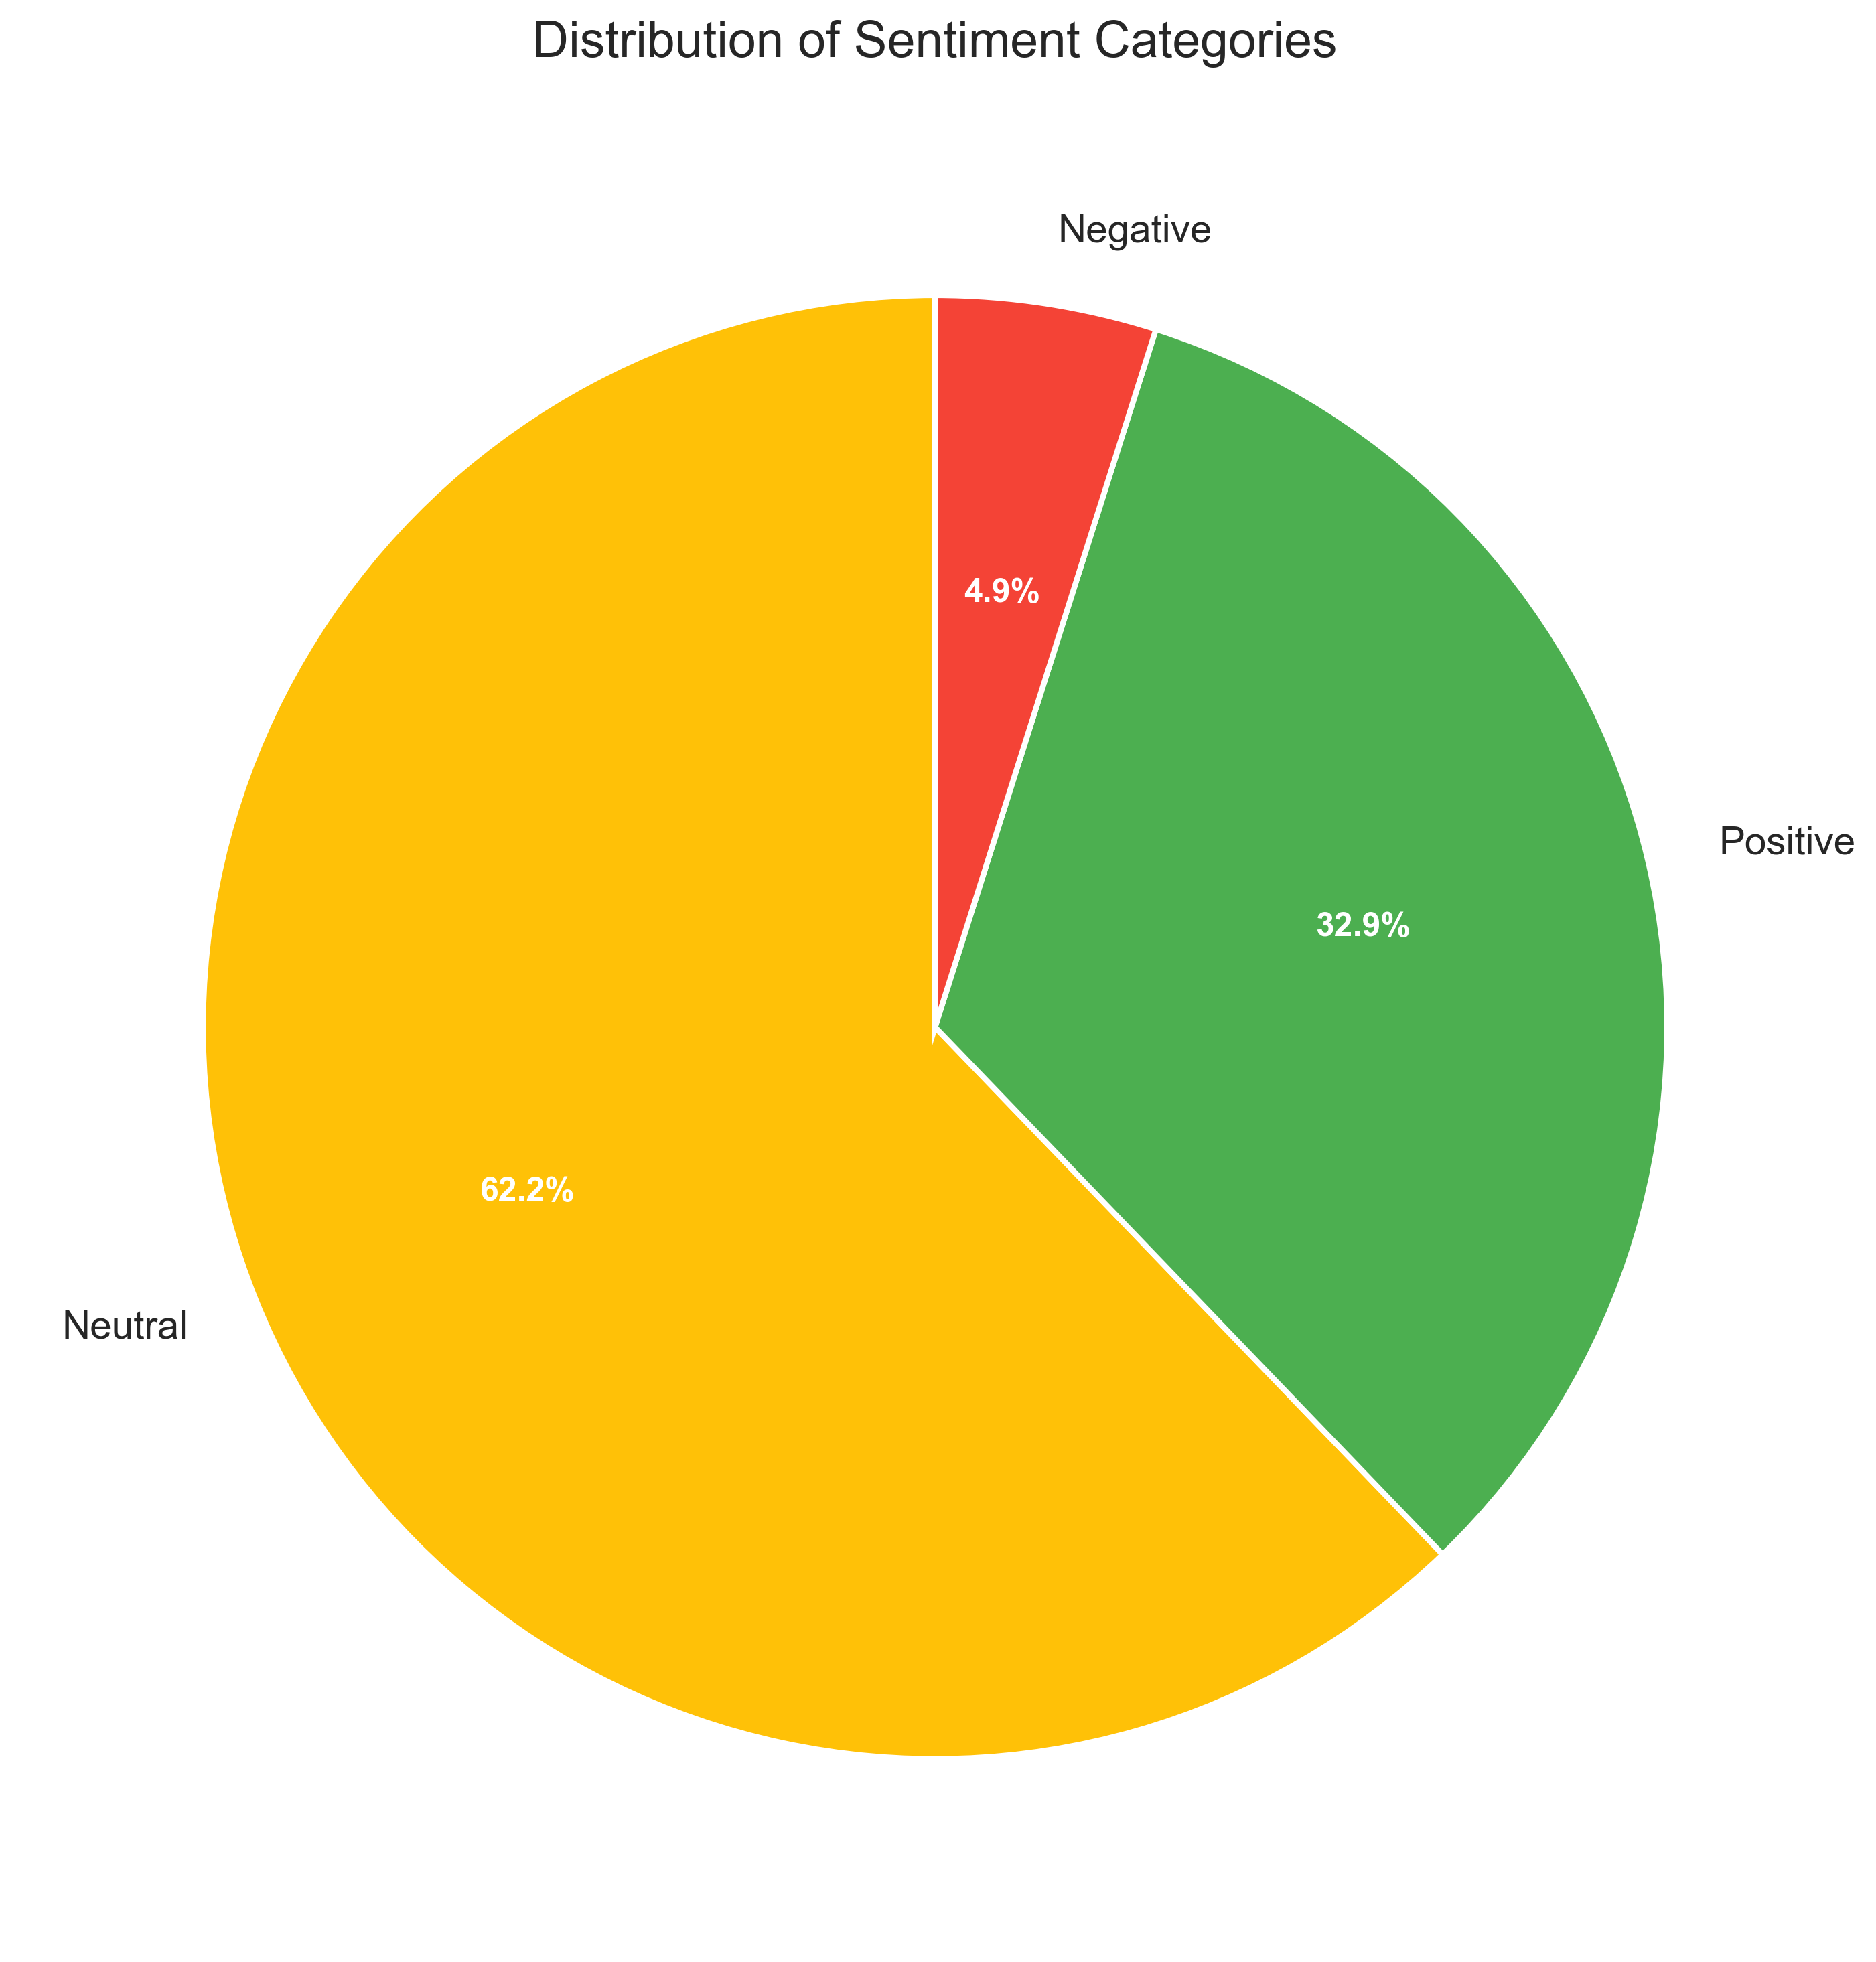 Distribution of Sentiment Categories
Negative
4.9%
Positive
32.9%
62.2%
Neutral